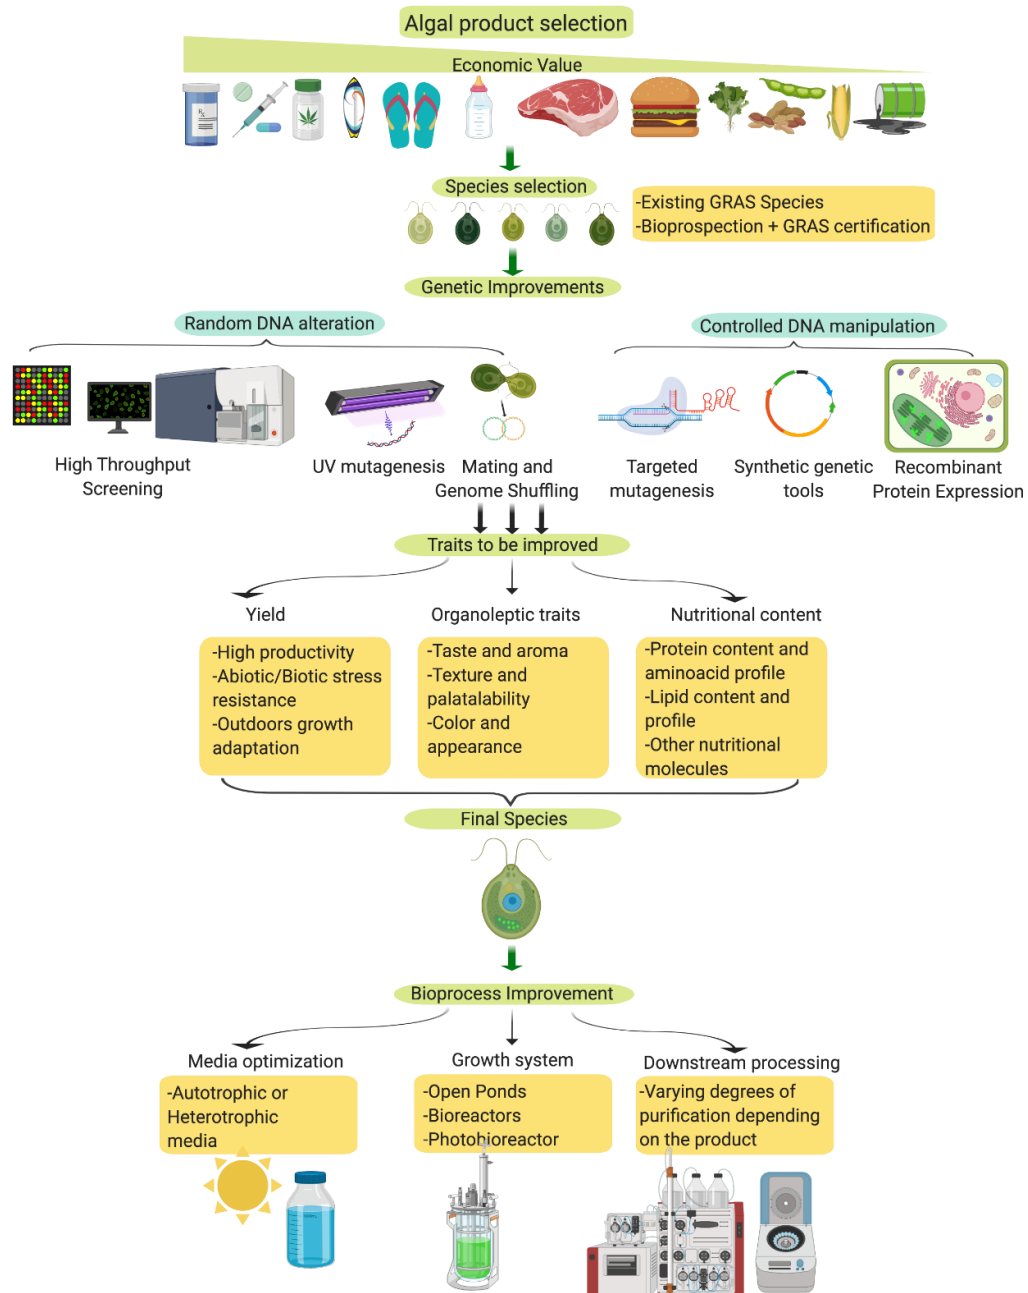 Algal product selection
Economic Value
Species selection
-Existing GRAS Species
-Bioprospection + GRAS certification
Genetic Improvements
Random DNA alteration
Controlled DNA manipulation
High Throughput
Screening
UV mutagenesis
Mating and
Genome Shuffling
Targeted
mutagenesis
Synthetic genetic
tools
Recombinant
Protein Expression
Traits to be improved
Yield
-High productivity
-Abiotic/Biotic stress
resistance
-Outdoors growth
adaptation
Organoleptic traits
-Taste and aroma
-Texture and
palatalability
-Color and
appearance
Nutritional content
-Protein content and
aminoacid profile
-Lipid content and
profile
-Other nutritional
molecules
Final Species
Bioprocess Improvement
Media optimization
-Autotrophic or
Heterotrophic
media
Growth system
-Open Ponds
-Bioreactors
-Photobioreactor
Downstream processing
-Varying degrees of
purification depending
on the product